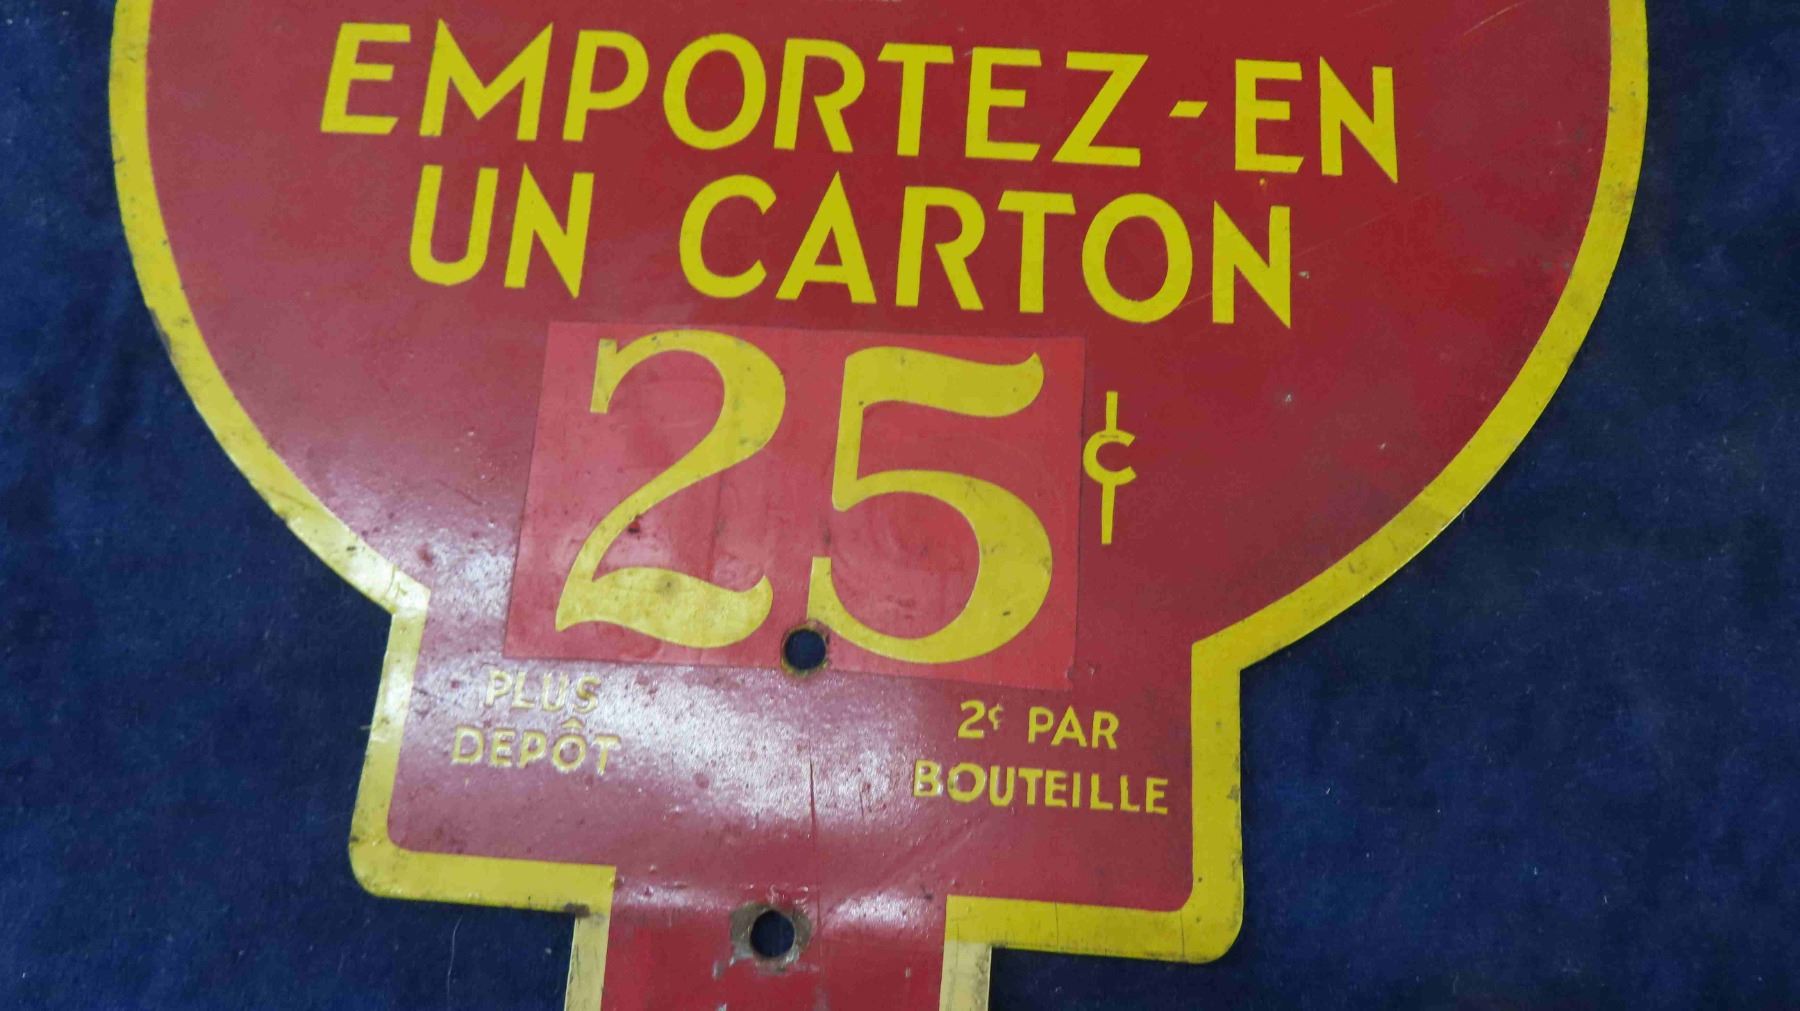 EMPORTEZ-EN
UN CARTON
25¢
PLUS
DEPÔT
2¢ PAR
BOUTEILLE